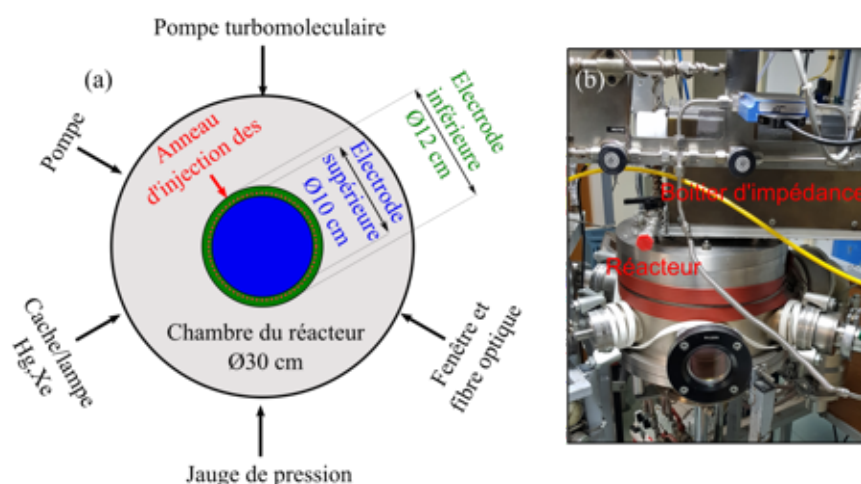 Pompe turbomoleculaire
(a)
Pompe
Anneau
d'injection des
Electrode
supérieure
Ø10 cm
Electrode
inférieure
Ø12 cm
Chambre du réacteur
Ø30 cm
Cache/lampe
Hg,Xe
Fenêtre et
fibre optique
Jauge de pression
(b)
Boitier d'impédance
Réacteur